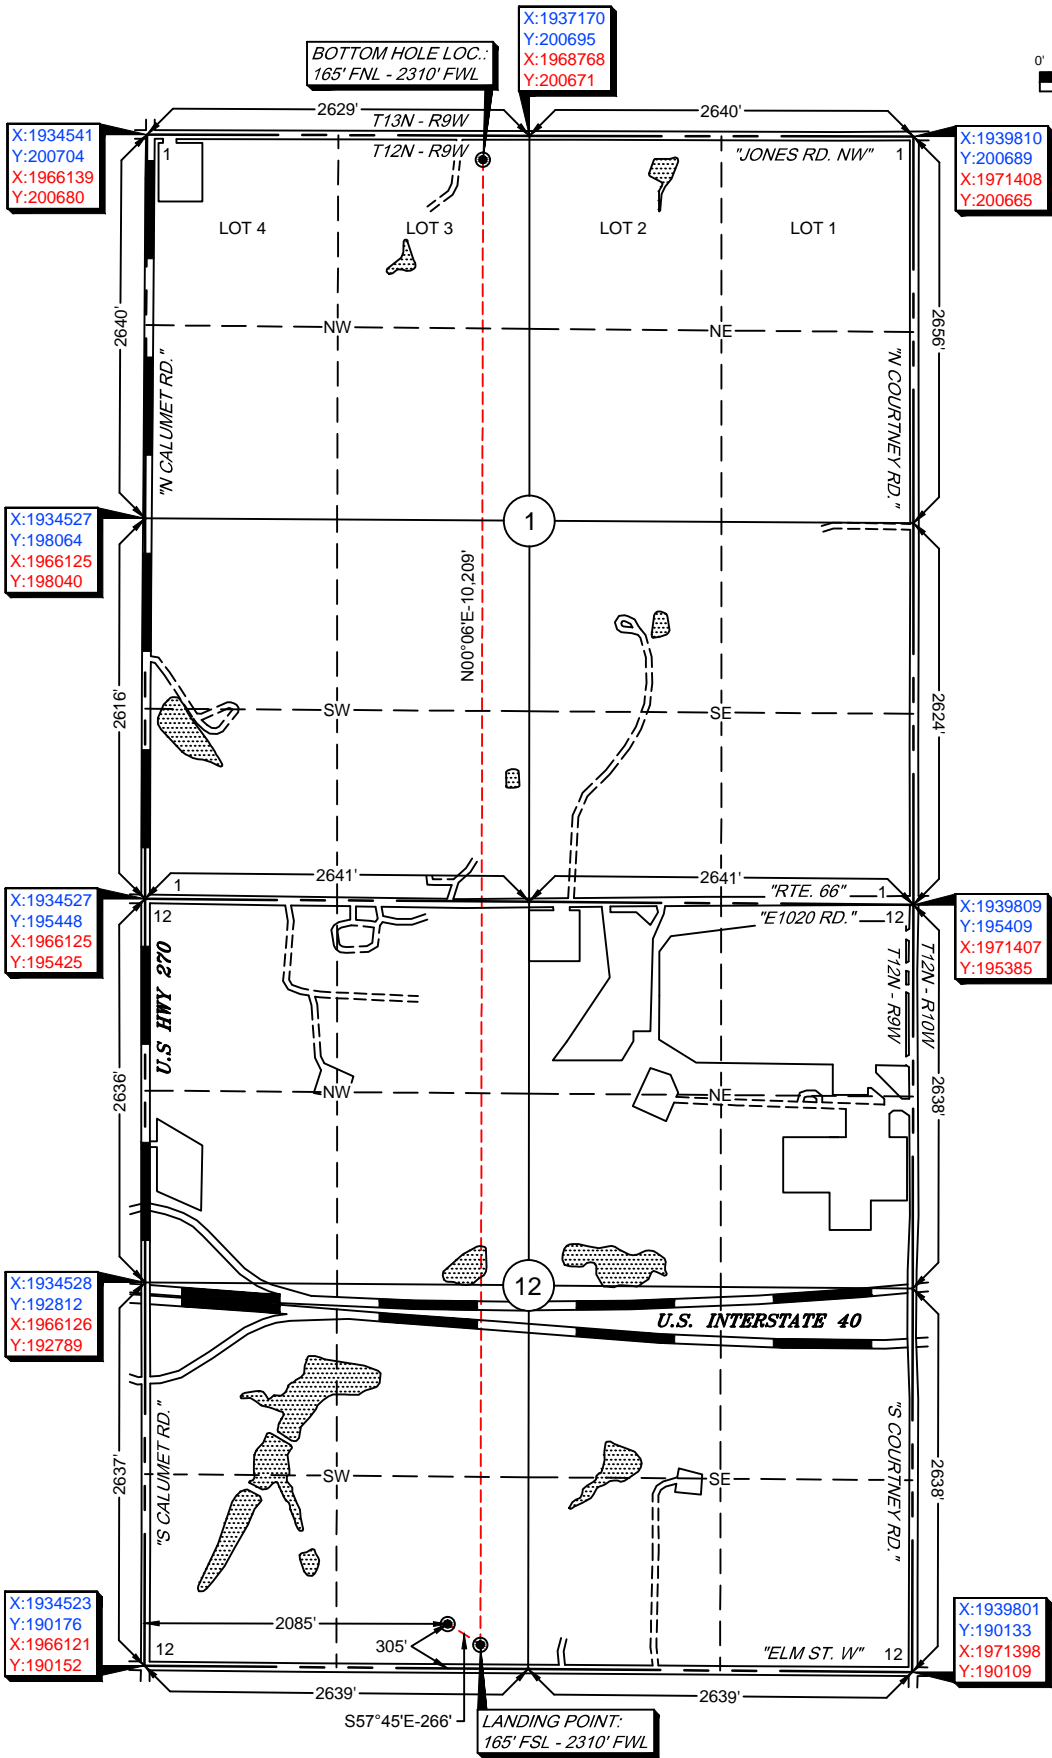 X:1937170
Y:200695
X:1968768
Y:200671
BOTTOM HOLE LOC.:
165' FNL - 2310' FWL
0'
2629'
T13N - R9W
2640'
X:1934541
Y:200704
X:1966139
Y:200680
1
T12N - R9W
"JONES RD. NW"
1
X:1939810
Y:200689
X:1971408
Y:200665
LOT 4
LOT 3
LOT 2
LOT 1
2640'
NW
NE
2656'
"N CALUMET RD."
"N COURTNEY RD."
X:1934527
Y:198064
X:1966125
Y:198040
1
N00°06'E-10,209'
2616'
SW
SE
2624'
1
2641'
2641'
"RTE. 66"
1
X:1934527
Y:195448
X:1966125
Y:195425
12
"E1020 RD."
12
X:1939809
Y:195409
X:1971407
Y:195385
U.S HWY 270
T12N - R9W
T12N - R10W
2636'
NW
NE
2638'
X:1934528
Y:192812
X:1966126
Y:192789
12
U.S. INTERSTATE 40
"S CALUMET RD."
"S COURTNEY RD."
2637'
SW
SE
2638'
X:1934523
Y:190176
X:1966121
Y:190152
2085'
305'
12
"ELM ST. W"
12
X:1939801
Y:190133
X:1971398
Y:190109
2639'
2639'
S57°45'E-266'
LANDING POINT:
165' FSL - 2310' FWL